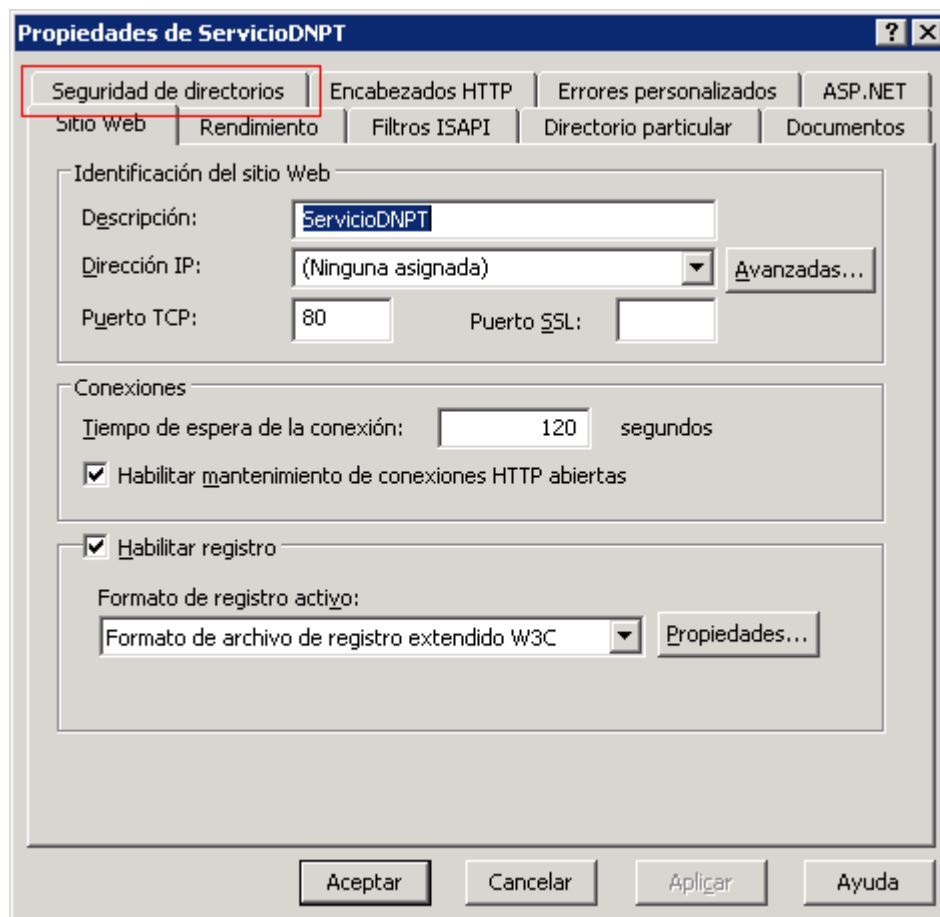 Propiedades de ServicioDNPT
Seguridad de directorios Encabezados HTTP Errores personalizados ASP.NET
Sitio Web Rendimiento Filtros ISAPI Directorio particular Documentos
Identificación del sitio Web
Descripción: ServicioDNPT
Dirección IP: (Ninguna asignada) Avanzadas...
Puerto TCP: 80 Puerto SSL:
Conexiones
Tiempo de espera de la conexión: 120 segundos
Habilitar mantenimiento de conexiones HTTP abiertas
Habilitar registro
Formato de registro activo:
Formato de archivo de registro extendido W3C Propiedades...
Aceptar Cancelar Aplicar Ayuda